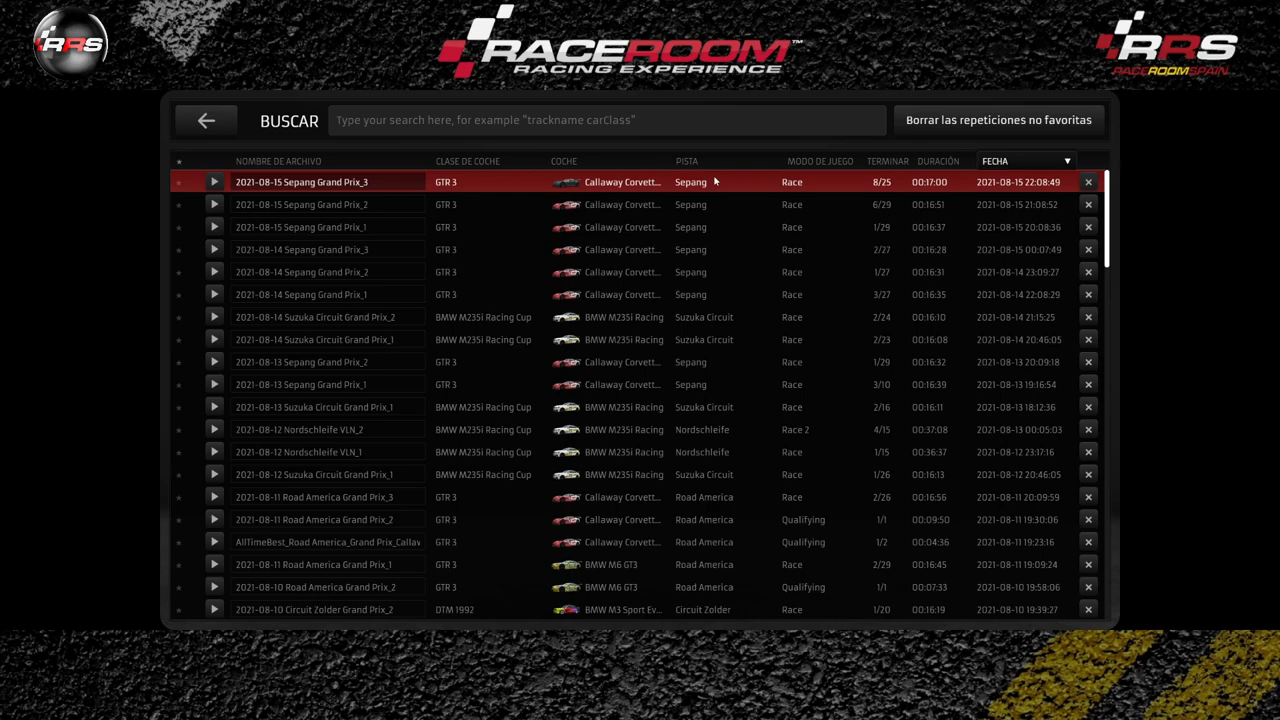 RRS
RACEROOM™
RACING EXPERIENCE
RRS
RACEROOMSPAIN
BUSCAR Type your search here, for example "trackname carClass" Borrar las repeticiones no favoritas
NOMBRE DE ARCHIVO CLASE DE COCHE COCHE PISTA MODO DE JUEGO TERMINAR DURACIÓN FECHA
2021-08-15 Sepang Grand Prix_3 GTR 3 Callaway Corvett... Sepang Race 8/25 00:17:00 2021-08-15 22:08:49
2021-08-15 Sepang Grand Prix_2 GTR 3 Callaway Corvett... Sepang Race 6/29 00:16:51 2021-08-15 21:08:52
2021-08-15 Sepang Grand Prix_1 GTR 3 Callaway Corvett... Sepang Race 1/29 00:16:37 2021-08-15 20:08:36
2021-08-14 Sepang Grand Prix_3 GTR 3 Callaway Corvett... Sepang Race 2/27 00:16:28 2021-08-15 00:07:49
2021-08-14 Sepang Grand Prix_2 GTR 3 Callaway Corvett... Sepang Race 1/27 00:16:31 2021-08-14 23:09:27
2021-08-14 Sepang Grand Prix_1 GTR 3 Callaway Corvett... Sepang Race 3/27 00:16:35 2021-08-14 22:08:29
2021-08-14 Suzuka Circuit Grand Prix_2 BMW M235i Racing Cup BMW M235i Racing Suzuka Circuit Race 2/24 00:16:10 2021-08-14 21:15:25
2021-08-14 Suzuka Circuit Grand Prix_1 BMW M235i Racing Cup BMW M235i Racing Suzuka Circuit Race 2/23 00:16:08 2021-08-14 20:46:05
2021-08-13 Sepang Grand Prix_2 GTR 3 Callaway Corvett... Sepang Race 1/29 00:16:32 2021-08-13 20:09:18
2021-08-13 Sepang Grand Prix_1 GTR 3 Callaway Corvett... Sepang Race 3/10 00:16:39 2021-08-13 19:16:54
2021-08-13 Suzuka Circuit Grand Prix_1 BMW M235i Racing Cup BMW M235i Racing Suzuka Circuit Race 2/16 00:16:11 2021-08-13 18:12:36
2021-08-12 Nordschleife VLN_2 BMW M235i Racing Cup BMW M235i Racing Nordschleife Race 2 4/15 00:37:08 2021-08-13 00:05:03
2021-08-12 Nordschleife VLN_1 BMW M235i Racing Cup BMW M235i Racing Nordschleife Race 1/15 00:36:37 2021-08-12 23:17:16
2021-08-12 Suzuka Circuit Grand Prix_1 BMW M235i Racing Cup BMW M235i Racing Suzuka Circuit Race 1/26 00:16:13 2021-08-12 20:46:05
2021-08-11 Road America Grand Prix_3 GTR 3 Callaway Corvett... Road America Race 2/26 00:16:56 2021-08-11 20:09:59
2021-08-11 Road America Grand Prix_2 GTR 3 Callaway Corvett... Road America Qualifying 1/1 00:09:50 2021-08-11 19:30:06
AllTimeBest_Road America_Grand Prix_Callav GTR 3 Callaway Corvett... Road America Qualifying 1/2 00:04:36 2021-08-11 19:23:16
2021-08-11 Road America Grand Prix_1 GTR 3 BMW M6 GT3 Road America Race 2/29 00:16:45 2021-08-11 19:09:24
2021-08-10 Road America Grand Prix_2 GTR 3 BMW M6 GT3 Road America Qualifying 1/1 00:07:33 2021-08-10 19:58:06
2021-08-10 Circuit Zolder Grand Prix_2 DTM 1992 BMW M3 Sport Ev... Circuit Zolder Race 1/20 00:16:19 2021-08-10 19:39:27